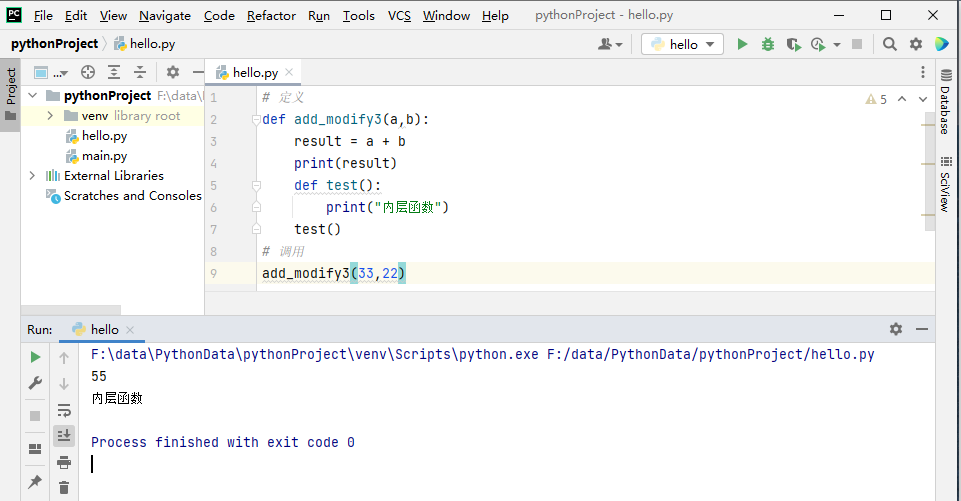 PC File Edit View Navigate Code Refactor Run Tools VCS Window Help pythonProject - hello.py
pythonProject hello.py hello
Project
... hello.py
pythonProject F:\data\
venv library root
hello.py
main.py
External Libraries
Scratches and Consoles
1 # 定义
2 def add_modify3(a,b):
3 result = a + b
4 print(result)
5 def test():
6 print("内层函数")
7 test()
8 # 调用
9 add_modify3(33,22)
5
Database
SciView
Run: hello
F:\data\PythonData\pythonProject\venv\Scripts\python.exe F:/data/PythonData/pythonProject/hello.py
55
内层函数
Process finished with exit code 0